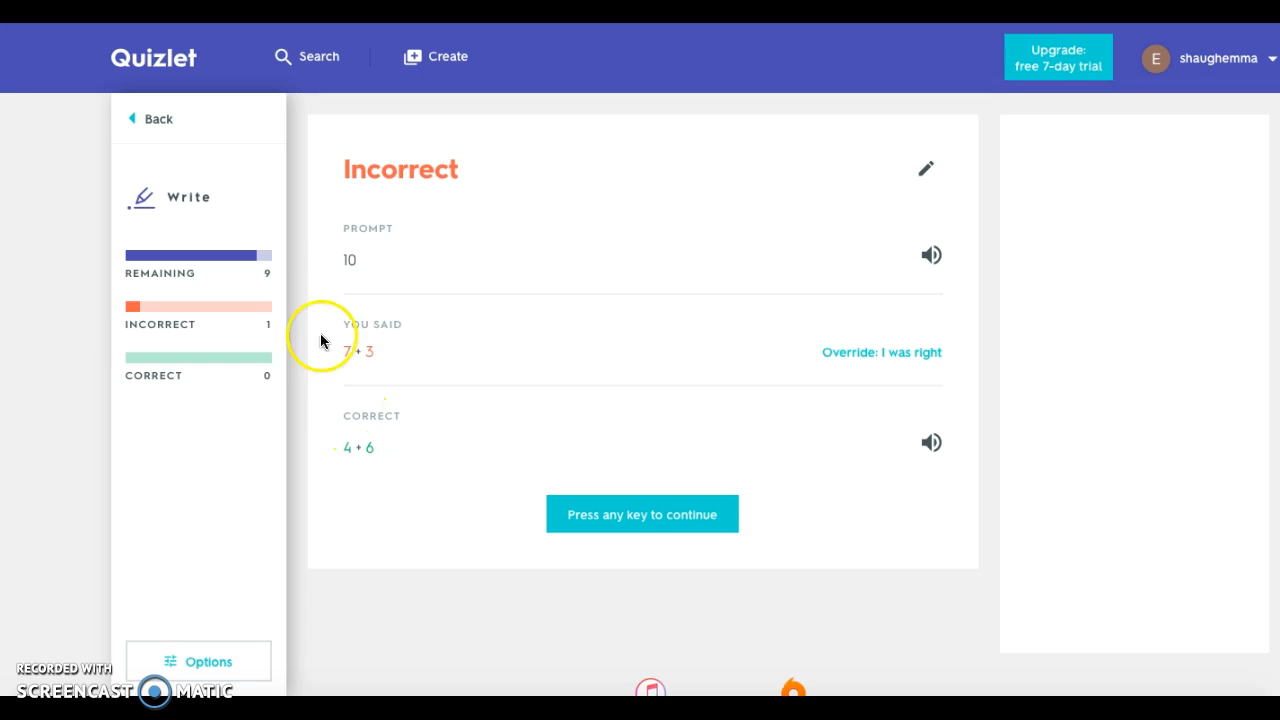 Quizlet
Search
Create
Upgrade:
free 7-day trial
E
shaughemma
Back
Write
REMAINING 9
INCORRECT 1
CORRECT 0
Options
Incorrect
PROMPT
10
YOU SAID
7 + 3
Override: I was right
CORRECT
4 + 6
Press any key to continue
RECORDED WITH
SCREENCAST MATIC